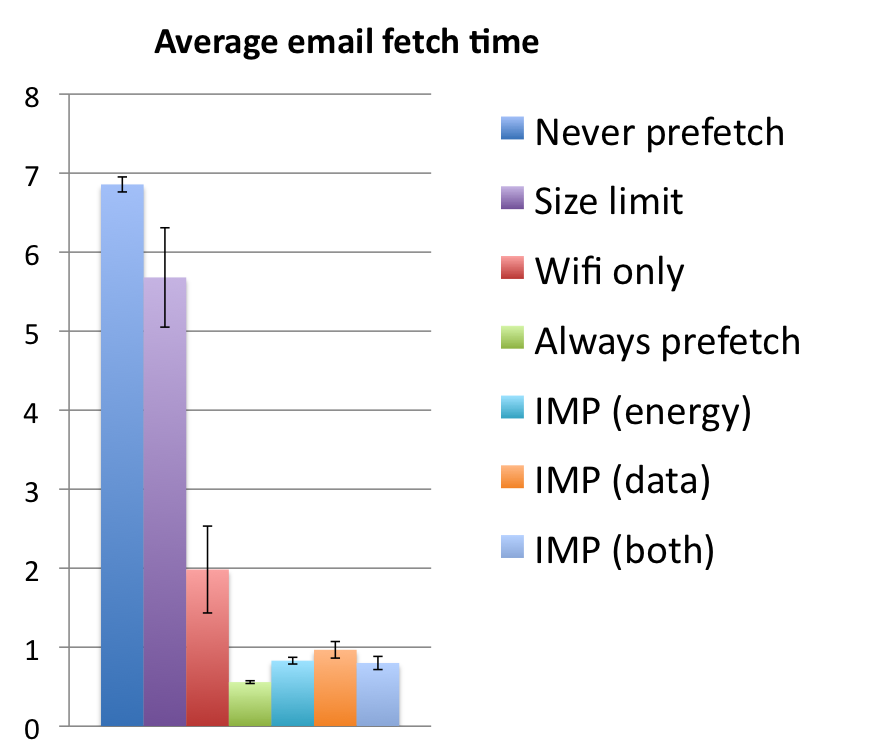 Average email fetch time
8
7
6
5
4
3
2
1
0
Never prefetch
Size limit
Wifi only
Always prefetch
IMP (energy)
IMP (data)
IMP (both)